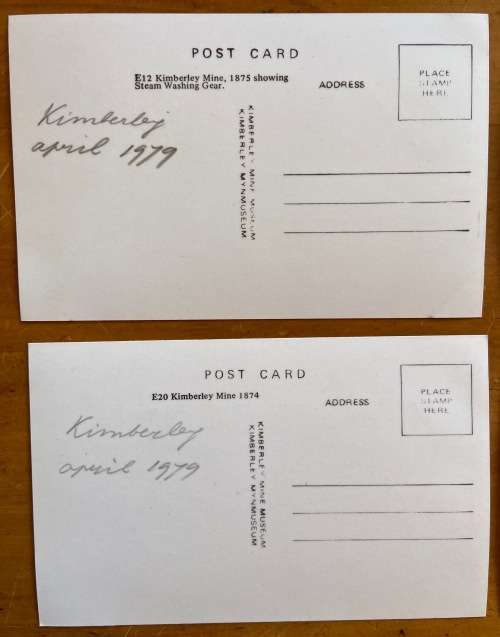 POST CARD
E12 Kimberley Mine, 1875 showing
Steam Washing Gear.
ADDRESS
PLACE
STAMP
HERE
Kimberley
april 1979
KIMBERLEY MINE MUSEUM
KIMBERLEY MYNMUSEUM
POST CARD
E20 Kimberley Mine 1874
ADDRESS
PLACE
STAMP
HERE
Kimberley
april 1979
KIMBERLEY MINE MUSEUM
KIMBERLEY MYNMUSEUM